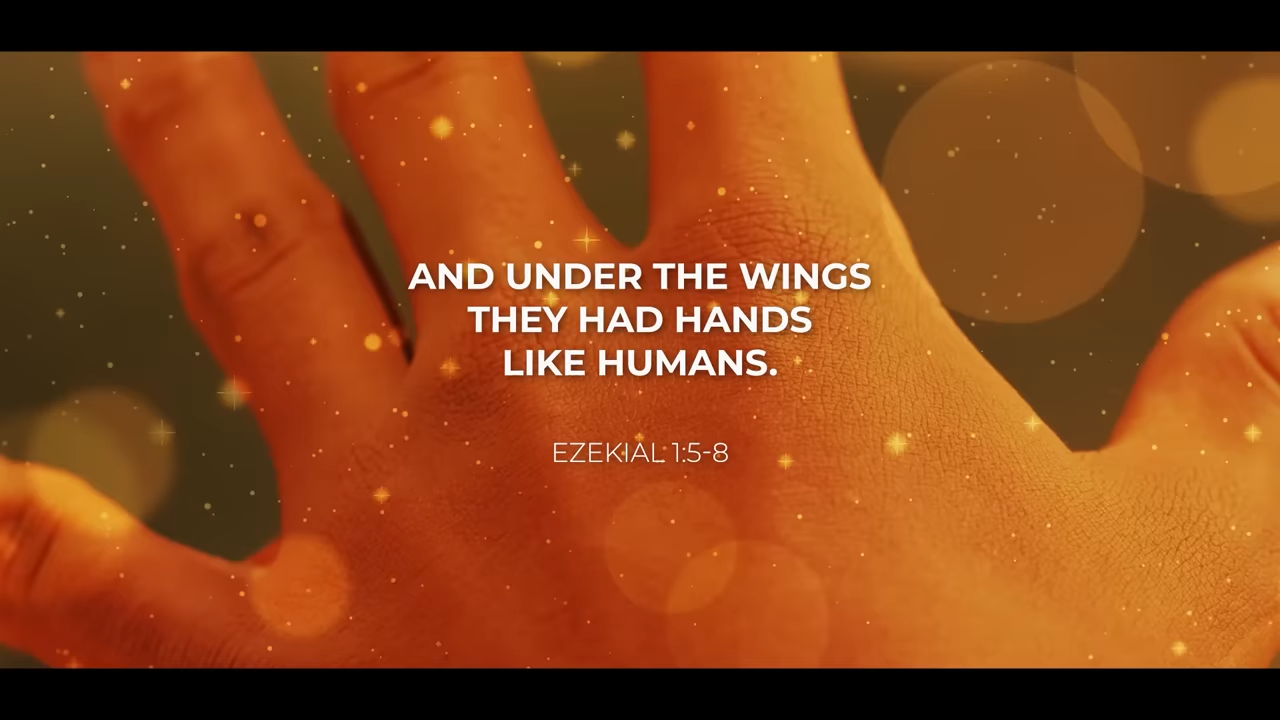 AND UNDER THE WINGS
THEY HAD HANDS
LIKE HUMANS.
EZEKIAL 1:5-8